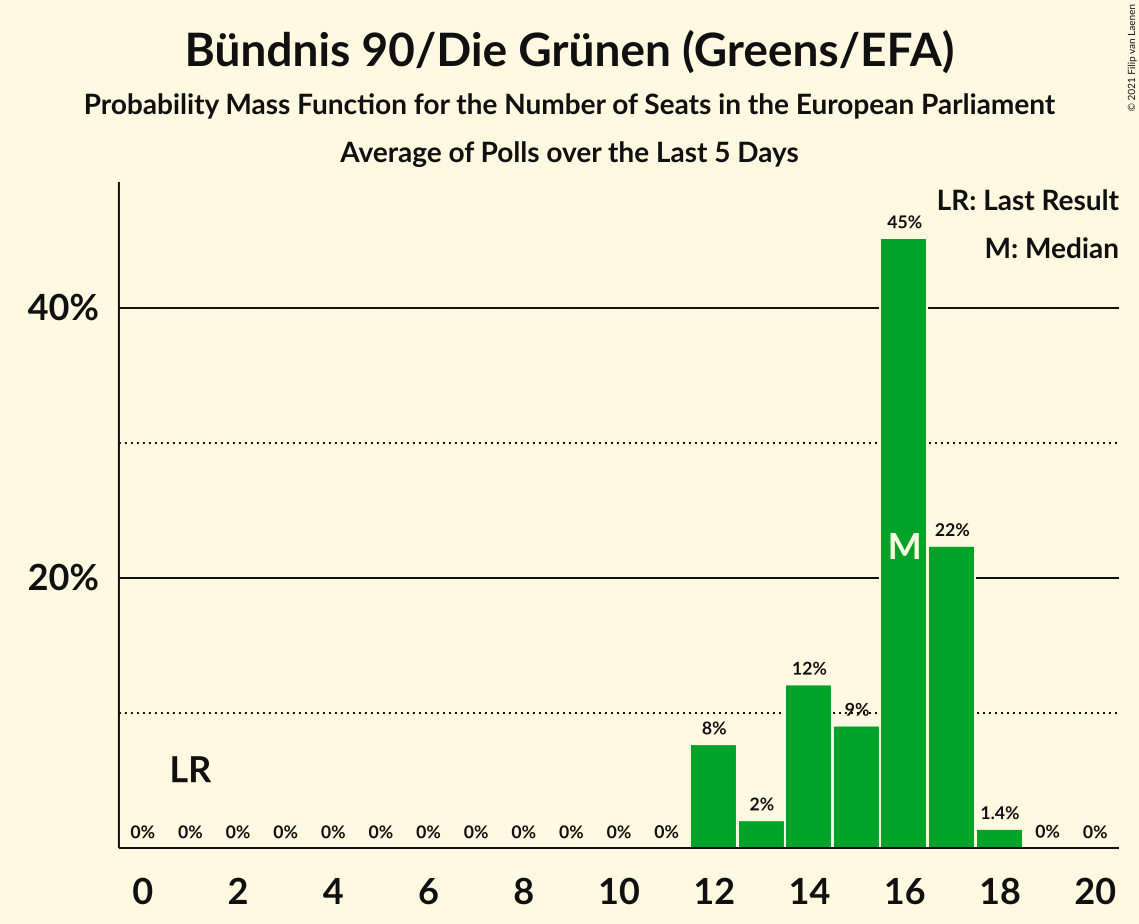 Bündnis 90/Die Grünen (Greens/EFA)
Probability Mass Function for the Number of Seats in the European Parliament
Average of Polls over the Last 5 Days
© 2021 Filip van Laenen
LR: Last Result
M: Median
45%
40%
M
22%
20%
12%
9%
8%
LR
2%
1.4%
0% 0% 0% 0% 0% 0% 0% 0% 0% 0% 0% 0% 0% 0%
0 2 4 6 8 10 12 14 16 18 20